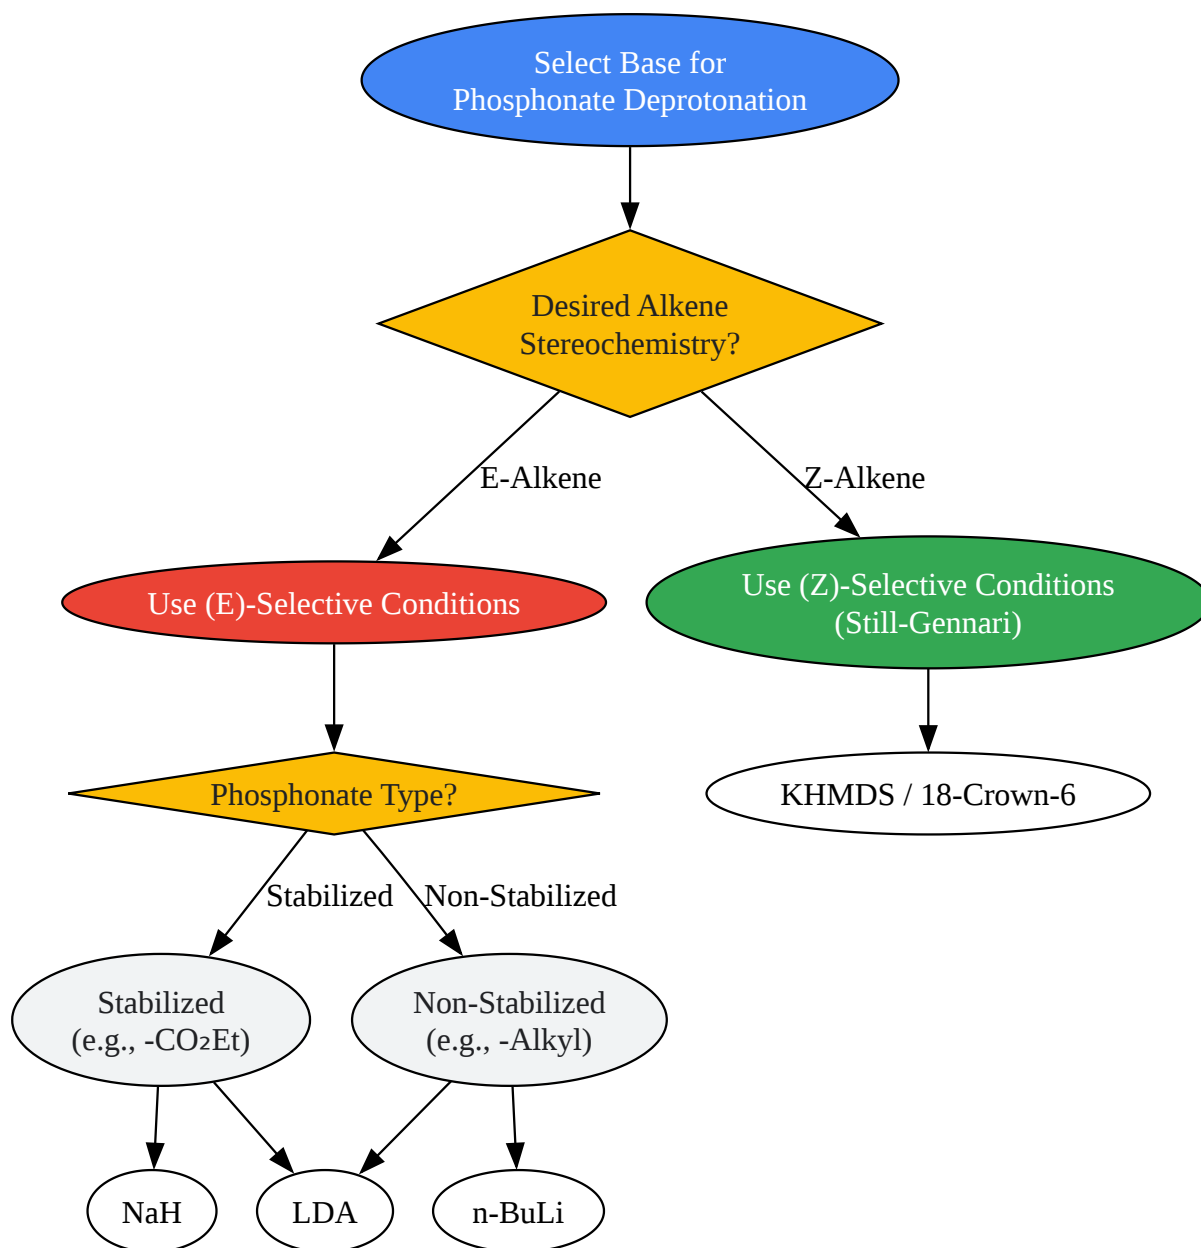 Select Base for
Phosphonate Deprotonation
Desired Alkene
Stereochemistry?
E-Alkene
Z-Alkene
Use (E)-Selective Conditions
Use (Z)-Selective Conditions
(Still-Gennari)
Phosphonate Type?
KHMDS / 18-Crown-6
Stabilized
Non-Stabilized
Stabilized
(e.g., -CO₂Et)
Non-Stabilized
(e.g., -Alkyl)
NaH
LDA
n-BuLi